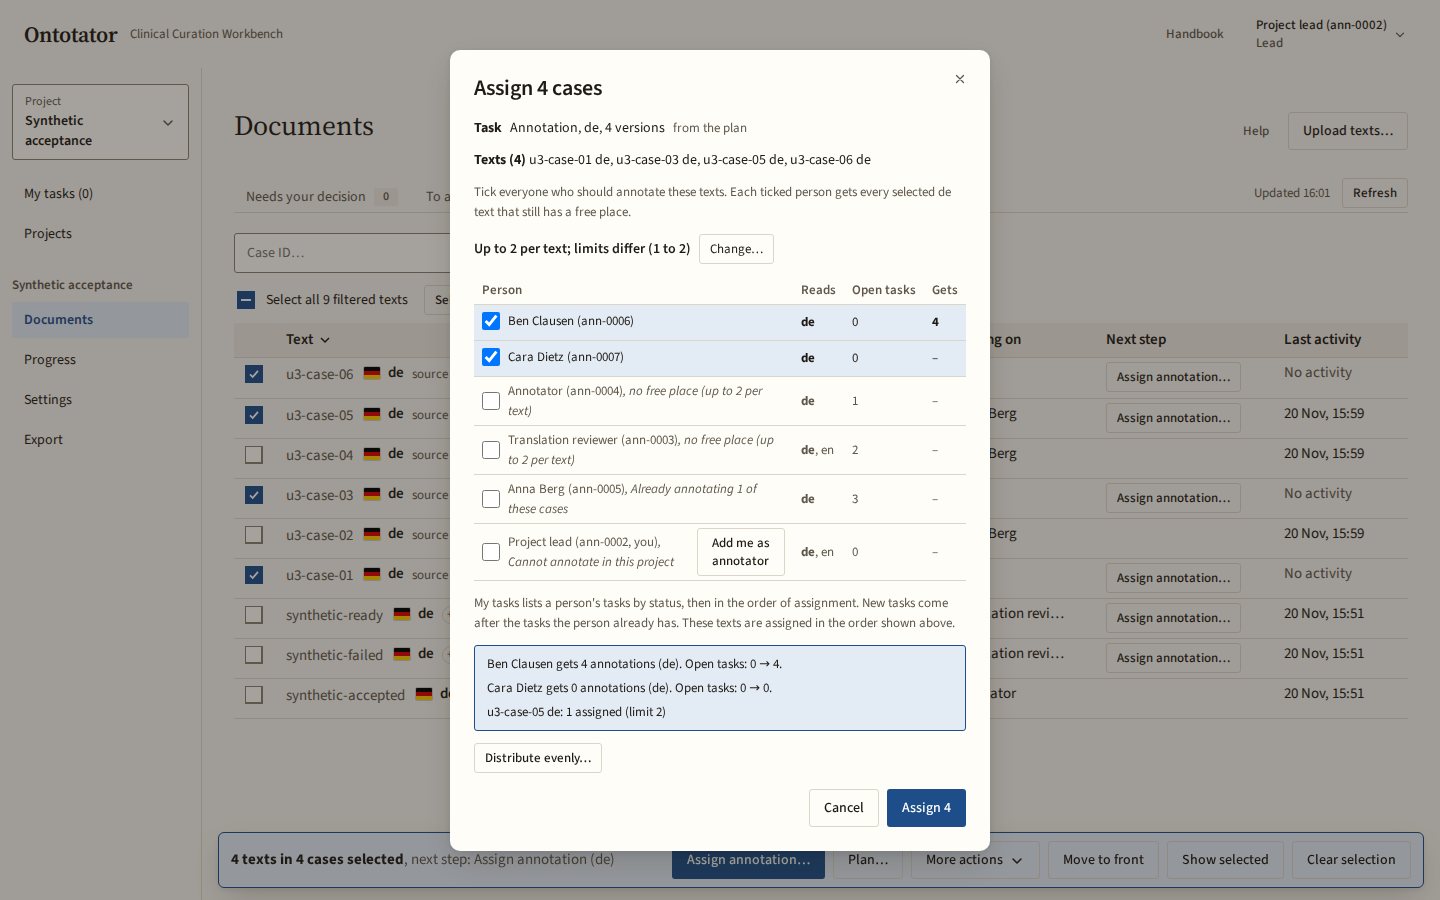 Ontotator Clinical Curation Workbench
Handbook
Project lead (ann-0002)
Lead
Project
Synthetic
acceptance
My tasks (0)
Projects
Synthetic acceptance
Documents
Progress
Settings
Export
Documents
Help
Upload texts…
Needs your decision 0
To a
Updated 16:01
Refresh
Case ID…
Select all 9 filtered texts
Se
Text
ng on
Next step
Last activity
u3-case-06 de source
Assign annotation…
No activity
u3-case-05 de source
Berg
Assign annotation…
20 Nov, 15:59
u3-case-04 de source
Berg
20 Nov, 15:59
u3-case-03 de source
Assign annotation…
No activity
u3-case-02 de source
Berg
20 Nov, 15:59
u3-case-01 de source
Assign annotation…
No activity
synthetic-ready de
ation revi…
Assign annotation…
20 Nov, 15:51
synthetic-failed de
ation revi…
Assign annotation…
20 Nov, 15:51
synthetic-accepted
ator
20 Nov, 15:51
Assign 4 cases
×
Task Annotation, de, 4 versions from the plan
Texts (4) u3-case-01 de, u3-case-03 de, u3-case-05 de, u3-case-06 de
Tick everyone who should annotate these texts. Each ticked person gets every selected de
text that still has a free place.
Up to 2 per text; limits differ (1 to 2) Change…
Person Reads Open tasks Gets
Ben Clausen (ann-0006) de 0 4
Cara Dietz (ann-0007) de 0 –
Annotator (ann-0004), no free place (up to 2 per
text)
de 1 –
Translation reviewer (ann-0003), no free place (up
to 2 per text)
de, en 2 –
Anna Berg (ann-0005), Already annotating 1 of
these cases
de 3 –
Project lead (ann-0002, you),
Cannot annotate in this project
Add me as
annotator
de, en 0 –
My tasks lists a person's tasks by status, then in the order of assignment. New tasks come
after the tasks the person already has. These texts are assigned in the order shown above.
Ben Clausen gets 4 annotations (de). Open tasks: 0 → 4.
Cara Dietz gets 0 annotations (de). Open tasks: 0 → 0.
u3-case-05 de: 1 assigned (limit 2)
Distribute evenly…
Cancel
Assign 4
4 texts in 4 cases selected, next step: Assign annotation (de)
Assign annotation…
Plan…
More actions
Move to front
Show selected
Clear selection